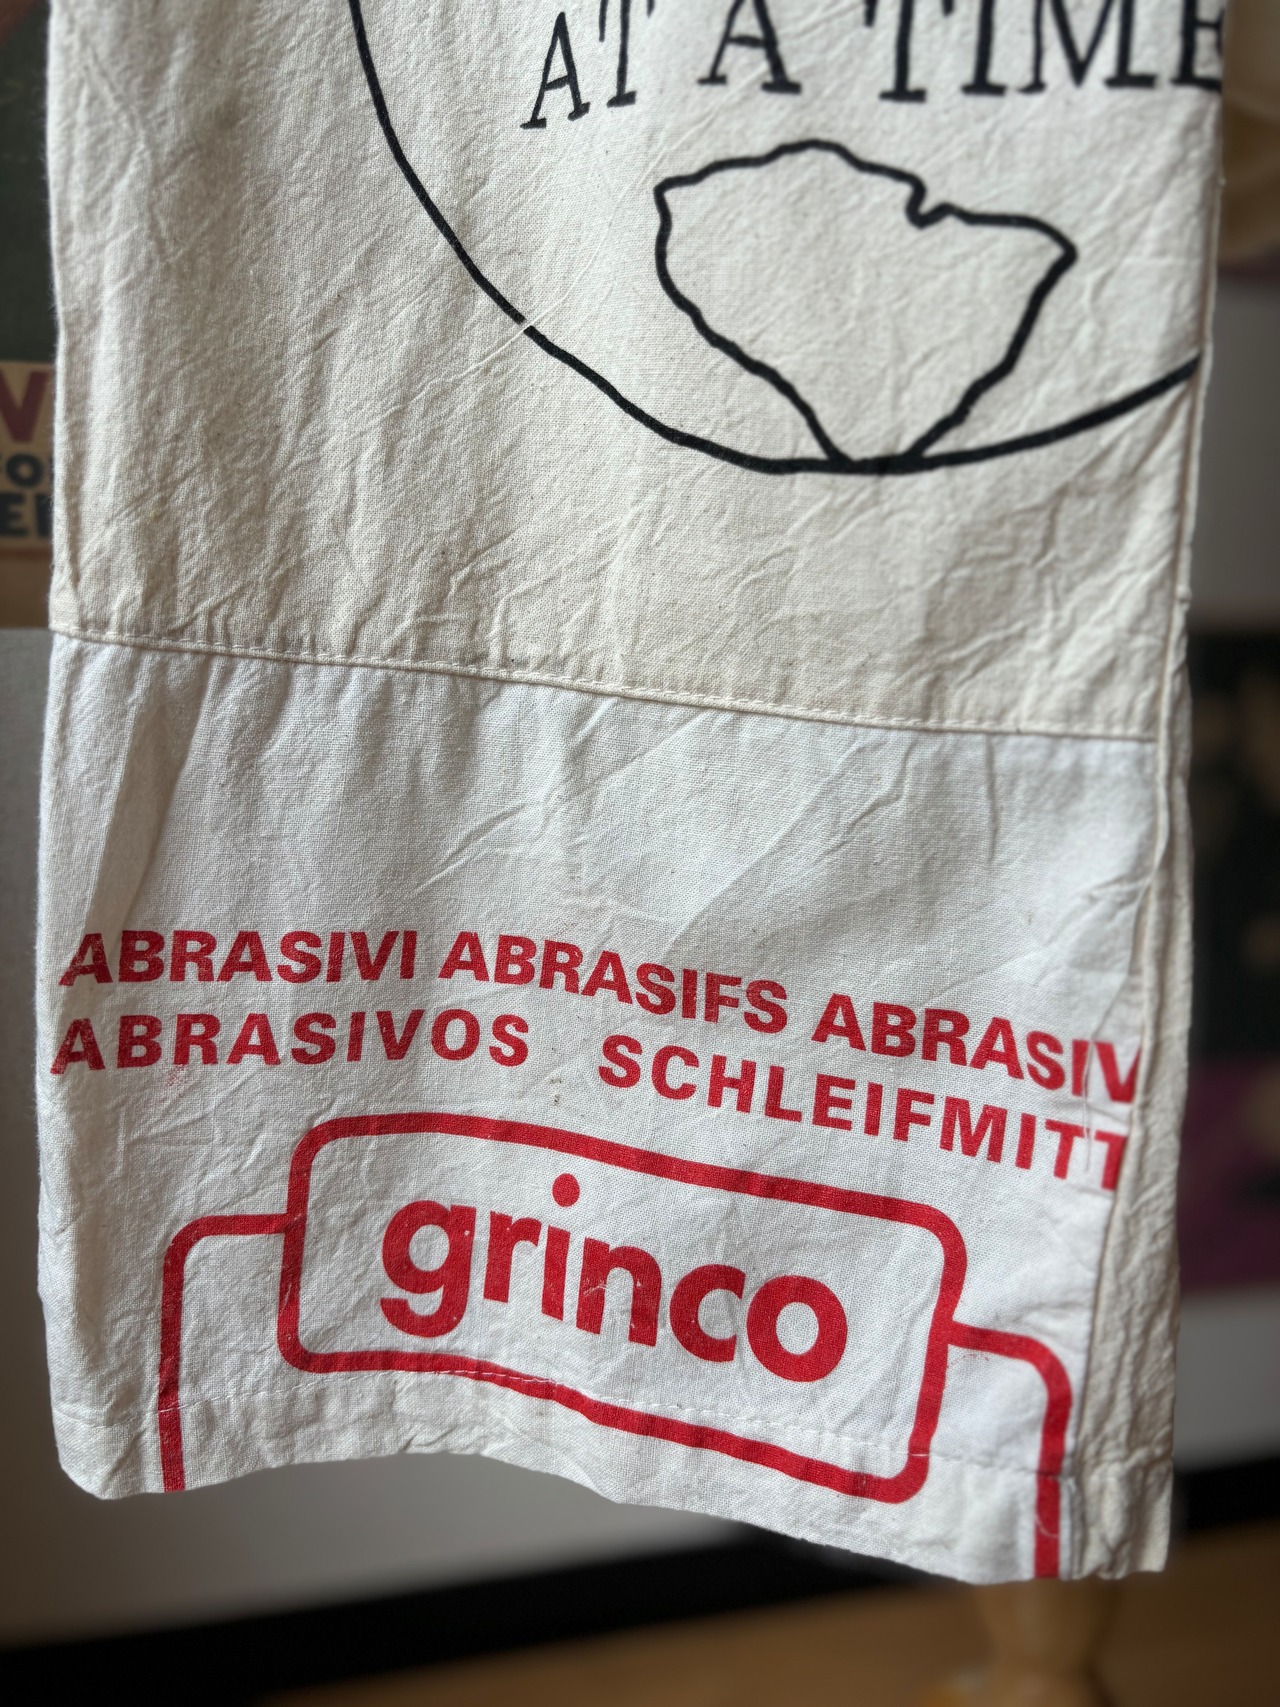 AT A TIME
ABRASIVI ABRASIFS ABRASIV
ABRASIVOS SCHLEIFMITT
grinco